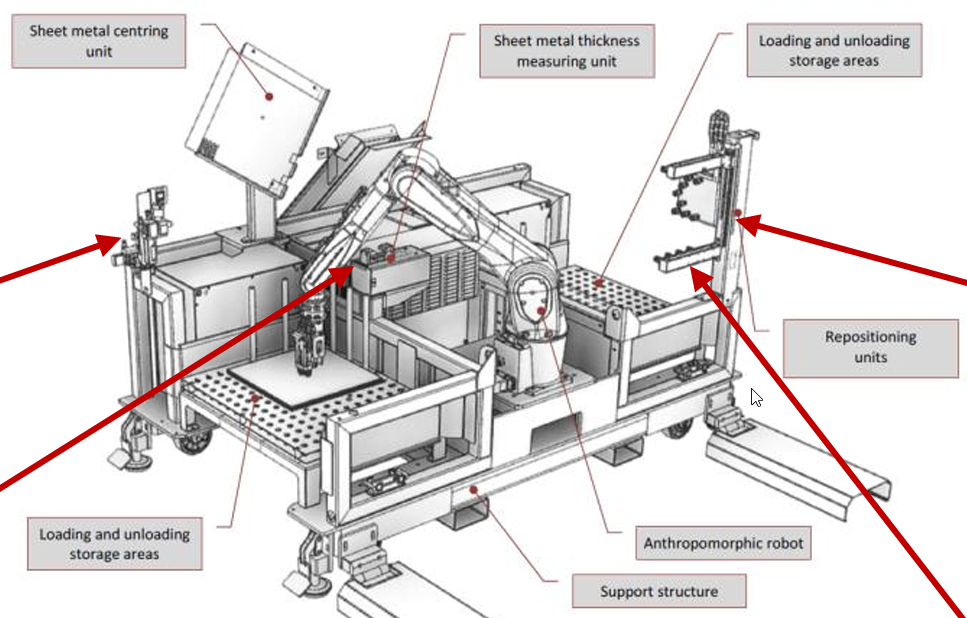 Sheet metal centring
unit
Sheet metal thickness
measuring unit
Loading and unloading
storage areas
Repositioning
units
Loading and unloading
storage areas
Anthropomorphic robot
Support structure